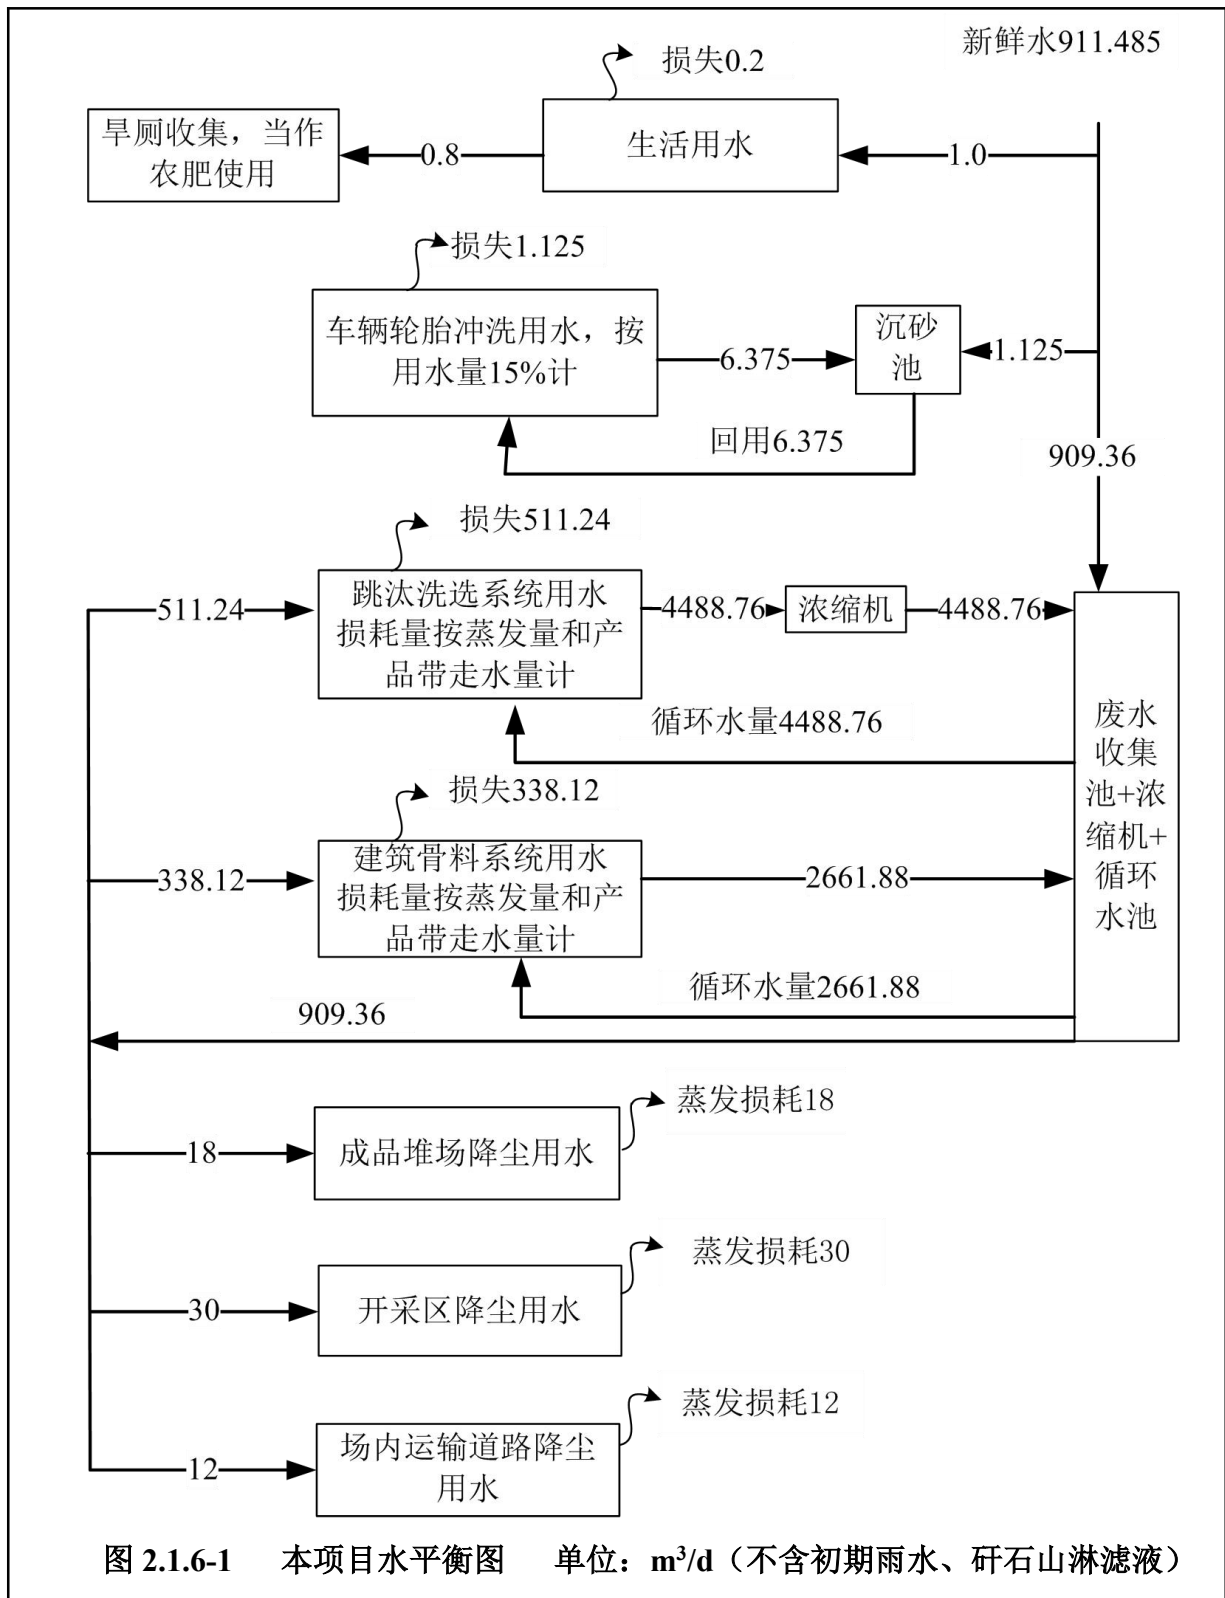 新鲜水911.485
损失0.2
旱厕收集，当作
农肥使用
0.8
生活用水
1.0
损失1.125
车辆轮胎冲洗用水，按
用水量15%计
6.375
沉砂
池
1.125
回用6.375
909.36
损失511.24
511.24
跳汰洗选系统用水
损耗量按蒸发量和产
品带走水量计
4488.76
浓缩机
4488.76
循环水量4488.76
废水
收集
池+浓
缩机+
循环
水池
损失338.12
338.12
建筑骨料系统用水
损耗量按蒸发量和产
品带走水量计
2661.88
循环水量2661.88
909.36
蒸发损耗18
18
成品堆场降尘用水
蒸发损耗30
30
开采区降尘用水
蒸发损耗12
12
场内运输道路降尘
用水
图 2.1.6-1 本项目水平衡图 单位：m³/d（不含初期雨水、矸石山淋滤液）